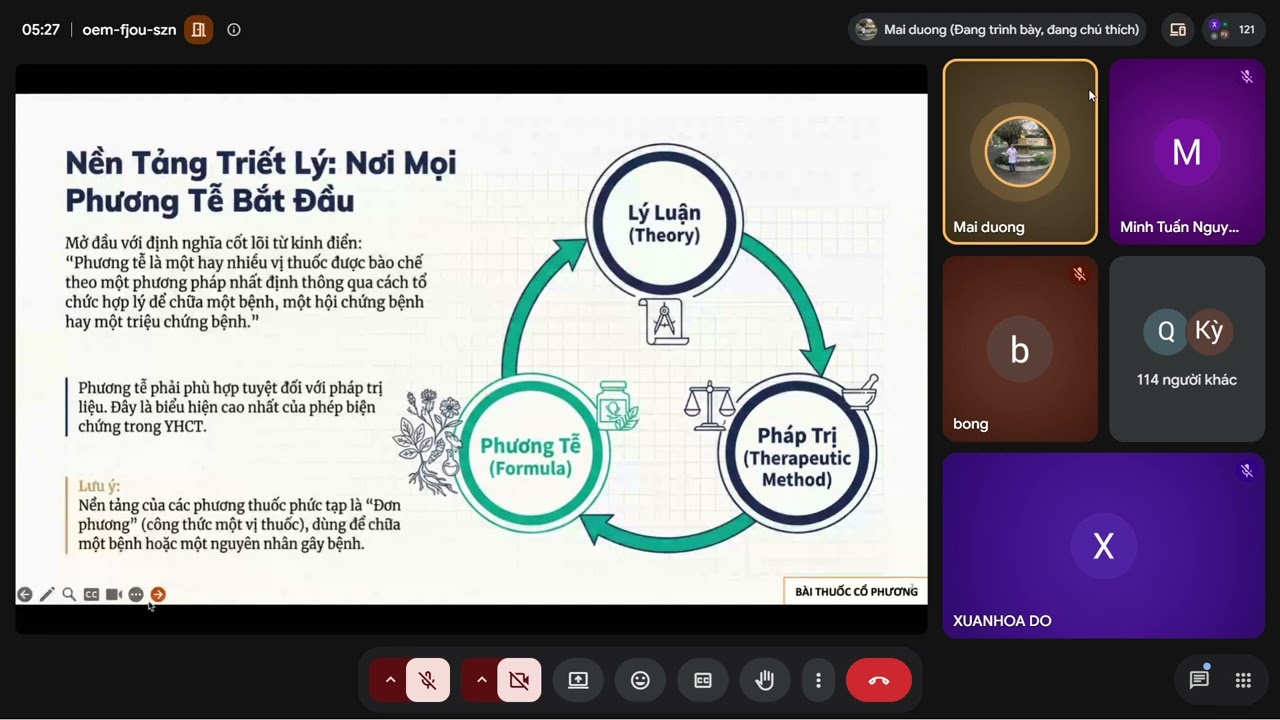 05:27
oem-fjou-szn
Mai duong (Đang trình bày, đang chú thích)
121
Nền Tảng Triết Lý: Nơi Mọi
Phương Tễ Bắt Đầu
Mở đầu với định nghĩa cốt lõi từ kinh điển:
“Phương tễ là một hay nhiều vị thuốc được bào chế
theo một phương pháp nhất định thông qua cách tổ
chức hợp lý để chữa một bệnh, một hội chứng bệnh
hay một triệu chứng bệnh.”
Phương tễ phải phù hợp tuyệt đối với pháp trị
liệu. Đây là biểu hiện cao nhất của phép biện
chứng trong YHCT.
Lưu ý:
Nền tảng của các phương thuốc phức tạp là “Đơn
phương” (công thức một vị thuốc), dùng để chữa
một bệnh hoặc một nguyên nhân gây bệnh.
Lý Luận
(Theory)
Phương Tễ
(Formula)
Pháp Trị
(Therapeutic
Method)
BÀI THUỐC CỔ PHƯƠNG
Mai duong
M
Minh Tuấn Nguy...
b
bong
Q
Kỳ
114 người khác
X
XUANHOA DO